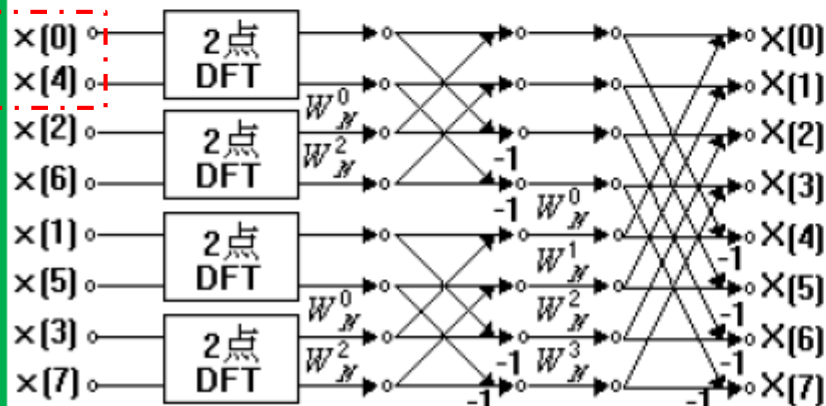 x(0) 2点 X(0)
x(4) DFT X(1)
W_N^0
x(2) 2点 X(2)
W_N^2 -1
x(6) DFT X(3)
-1 W_N^0
x(1) 2点 X(4)
W_N^1 -1
x(5) DFT X(5)
W_N^0 W_N^2 -1
x(3) 2点 X(6)
W_N^2 -1 W_N^3 -1
x(7) DFT X(7)
-1 -1